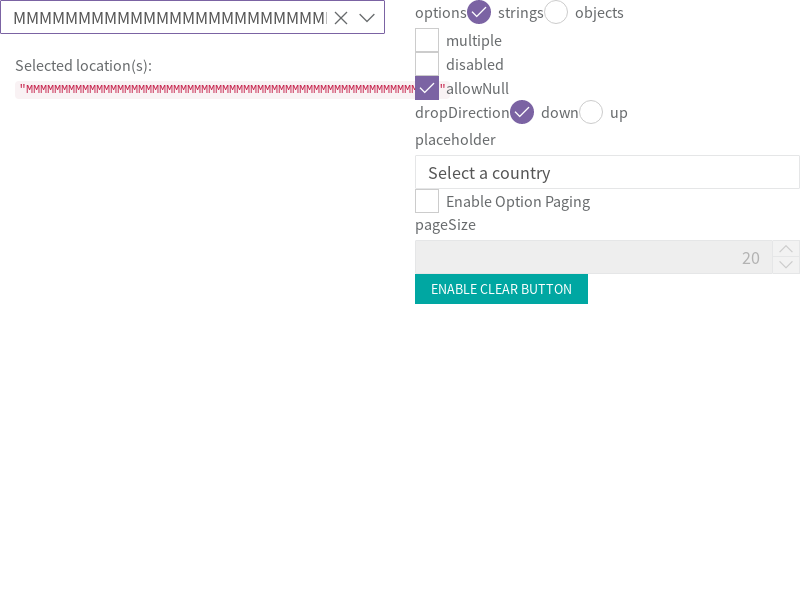 MMMMMMMMMMMMMMMMMMMMMMMM
Selected location(s):
"MMMMMMMMMMMMMMMMMMMMMMMMMMMMMMMMMMMMMMMMMMMMMMMMMMMMMMMMMMM"
options strings objects
multiple
disabled
allowNull
dropDirection down up
placeholder
Select a country
Enable Option Paging
pageSize
20
ENABLE CLEAR BUTTON